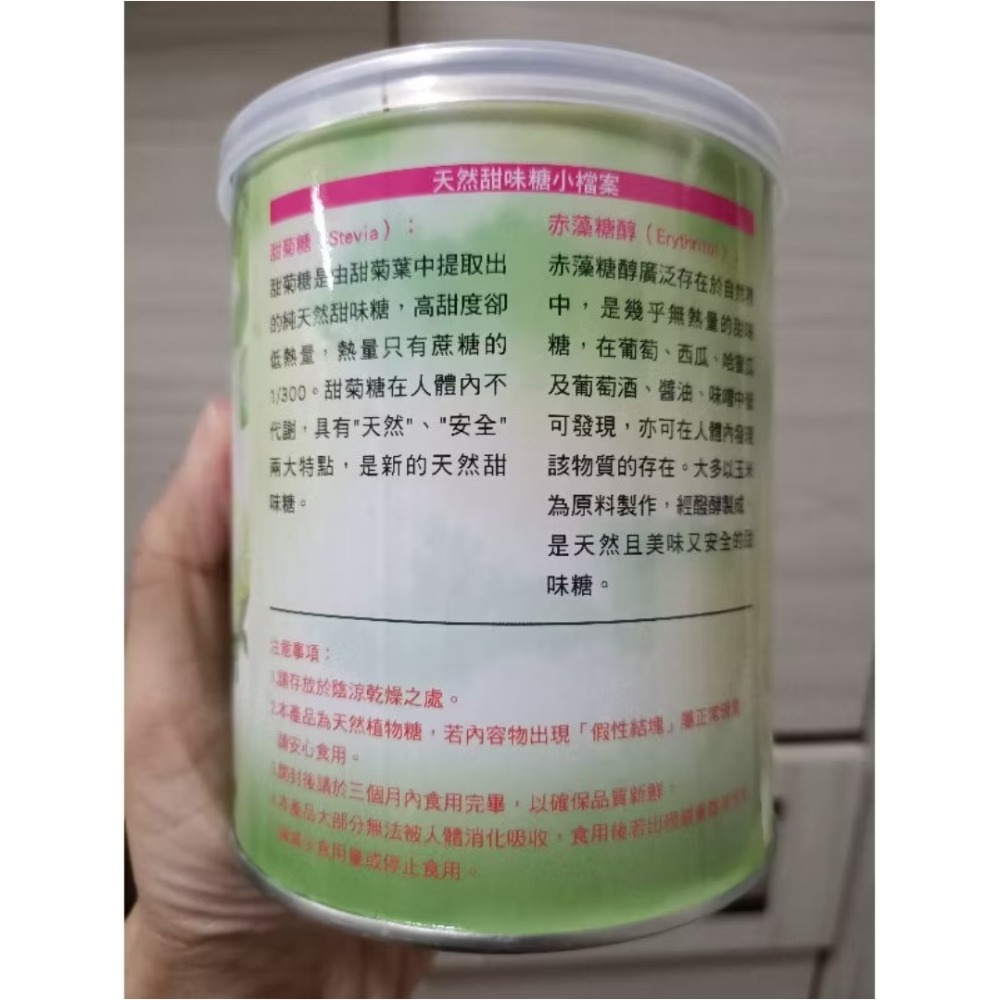 天然甜味糖小檔案
甜菊糖（Stevia）：
甜菊糖是由甜菊葉中提取出
的純天然甜味糖，高甜度卻
低熱量，熱量只有蔗糖的
1/300。甜菊糖在人體內不
代謝，具有"天然"、"安全"
兩大特點，是新的天然甜
味糖。
赤藻糖醇（Erythritol）
赤藻糖醇廣泛存在於自然
中，是幾乎無熱量的甜味
糖，在葡萄、西瓜、哈蜜瓜
及葡萄酒、醬油、味噌中
可發現，亦可在人體內發現
該物質的存在。大多以玉米
為原料製作，經醱酵製成
是天然且美味又安全的甜
味糖。
注意事項：
1.請存放於陰涼乾燥之處。
2.本產品為天然植物糖，若內容物出現「假性結塊」屬正常
請安心食用。
3.開封後請於三個月內食用完畢，以確保品質新鮮。
4.本產品大部分無法被人體消化吸收，食用後若出現
減少食用量或停止食用。